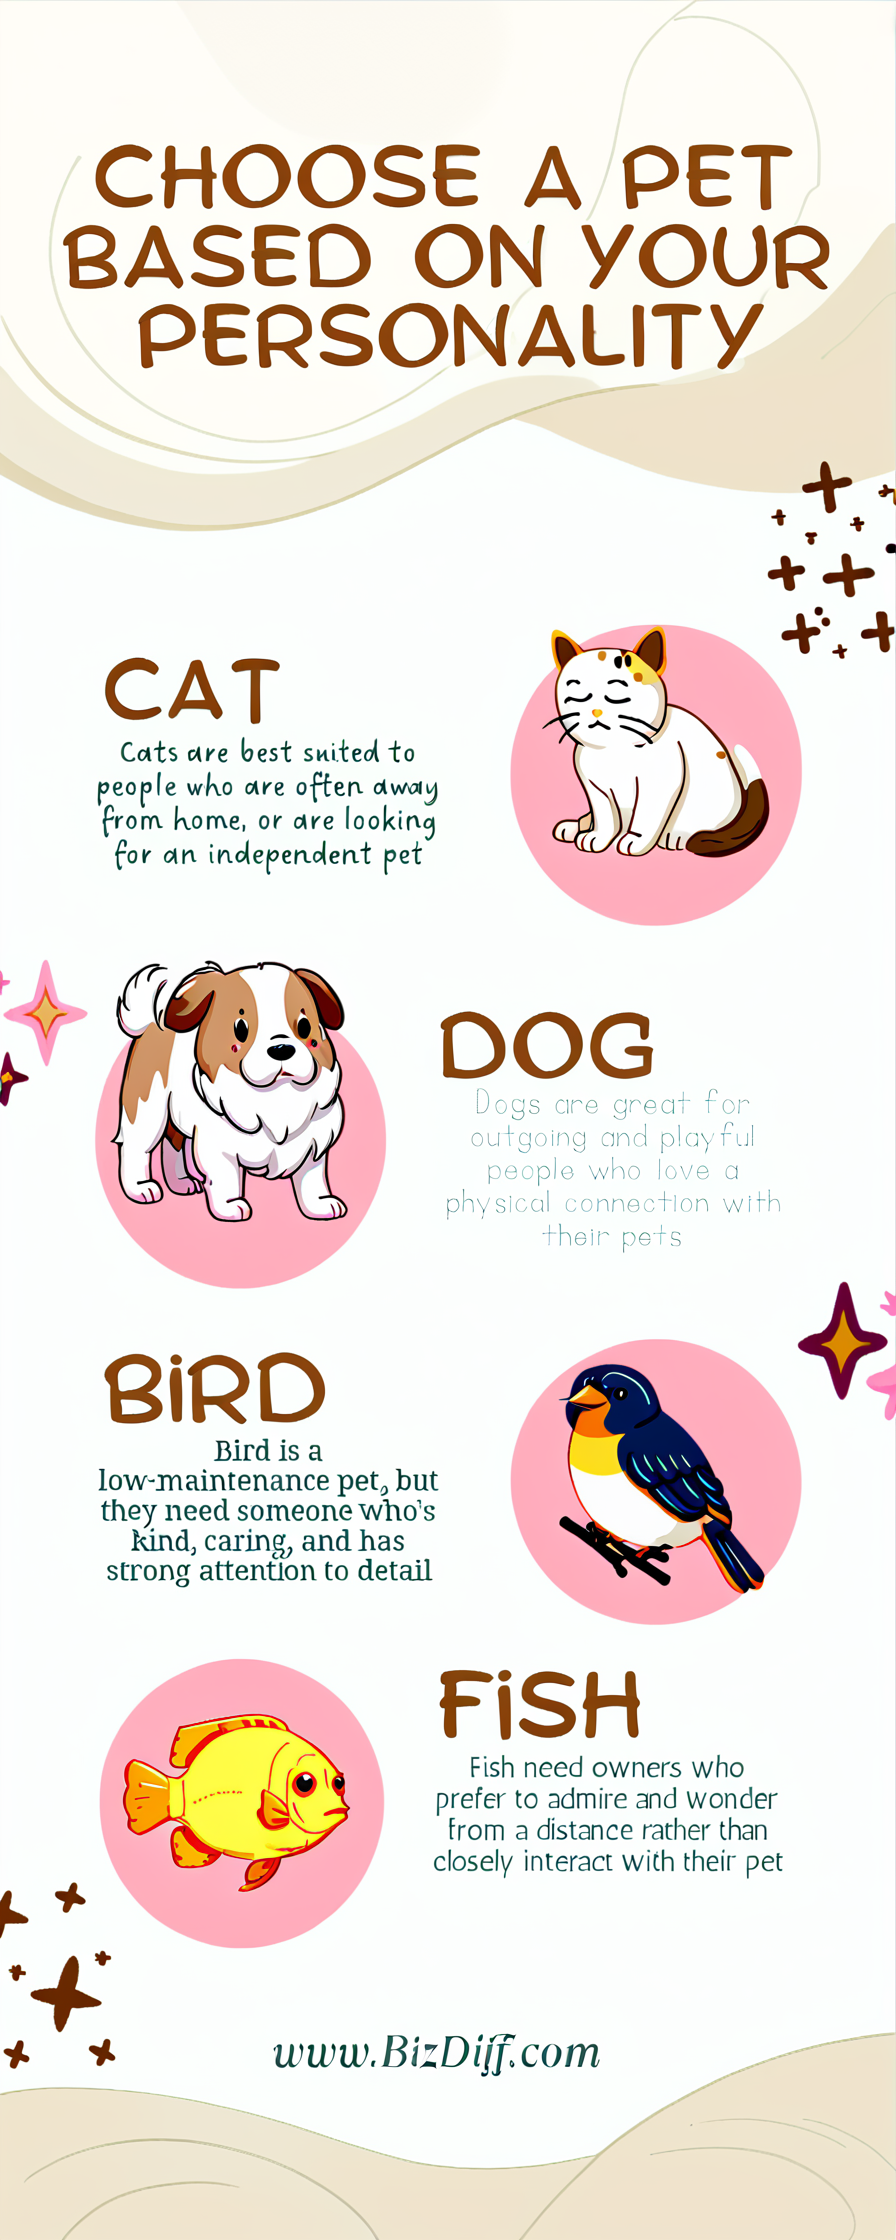 CHOOSE A PET
BASED ON YOUR
PERSONALITY
CAT
Cats are best suited to
people who are often away
from home, or are looking
for an independent pet
DOG
Dogs are great for
outgoing and playful
people who love a
physical connection with
their pets
BiRD
Bird is a
low-maintenance pet, but
they need someone who's
kind, caring, and has
strong attention to detail
FiSH
Fish need owners who
prefer to admire and wonder
from a distance rather than
closely interact with their pet
www.BizDiff.com